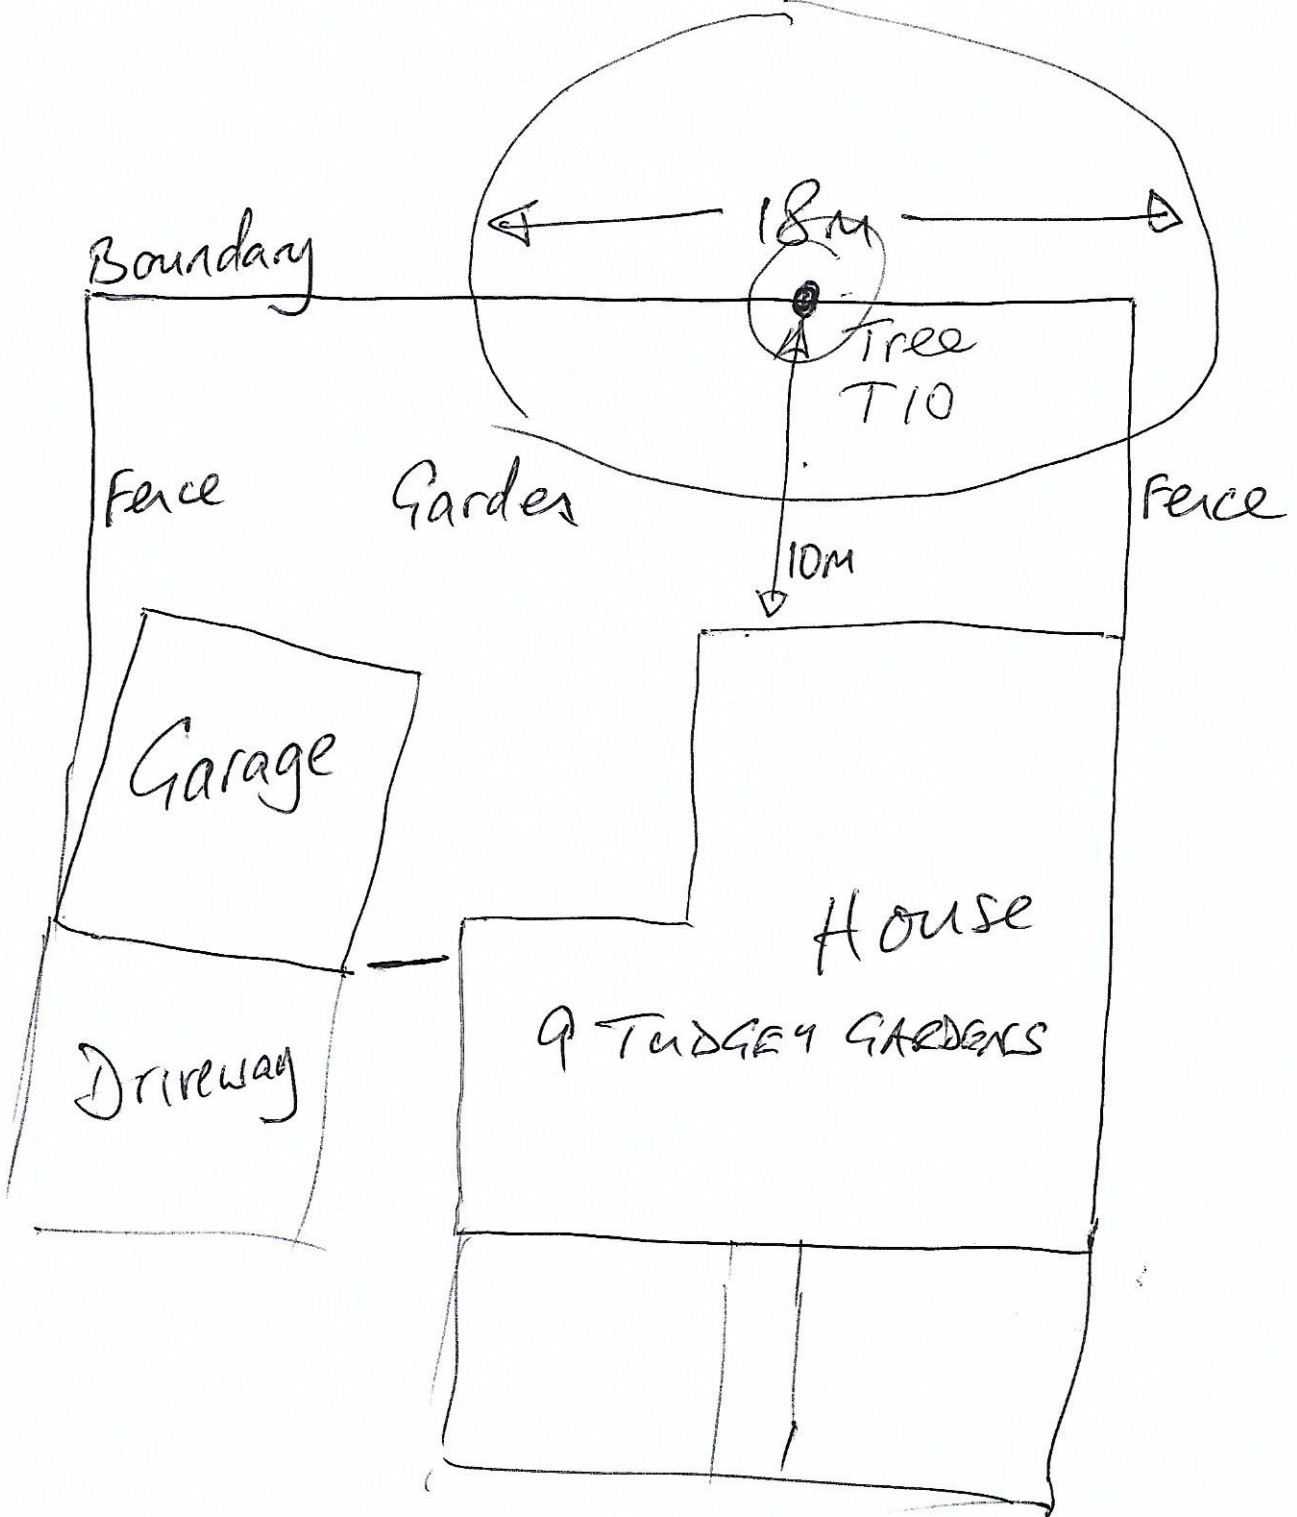 18M
Boundary
Tree
T10
Fence
Garden
Fence
10M
Garage
House
9 TUDGEY GARDENS
Driveway